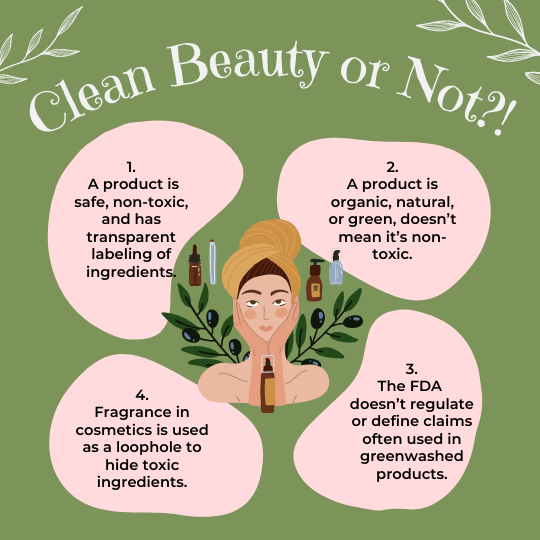 Clean Beauty or Not?!
1.
A product is
safe, non-toxic,
and has
transparent
labeling of
ingredients.
2.
A product is
organic, natural,
or green, doesn't
mean it's non-
toxic.
3.
The FDA
doesn't regulate
or define claims
often used in
greenwashed
products.
4.
Fragrance in
cosmetics is used
as a loophole to
hide toxic
ingredients.